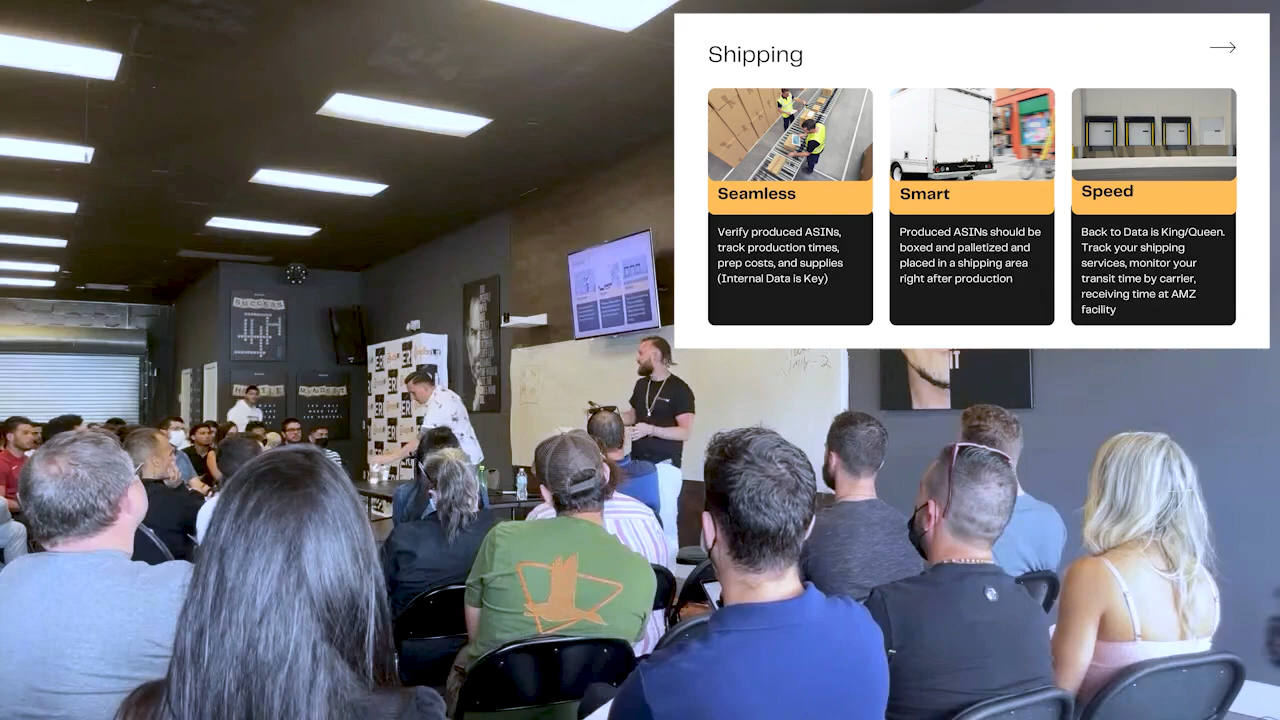 Shipping
Seamless
Verify produced ASINs,
track production times,
prep costs, and supplies
(Internal Data is Key)
Smart
Produced ASINs should be
boxed and palletized and
placed in a shipping area
right after production
Speed
Back to Data is King/Queen.
Track your shipping
services, monitor your
transit time by carrier,
receiving time at AMZ
facility
SUCCESS